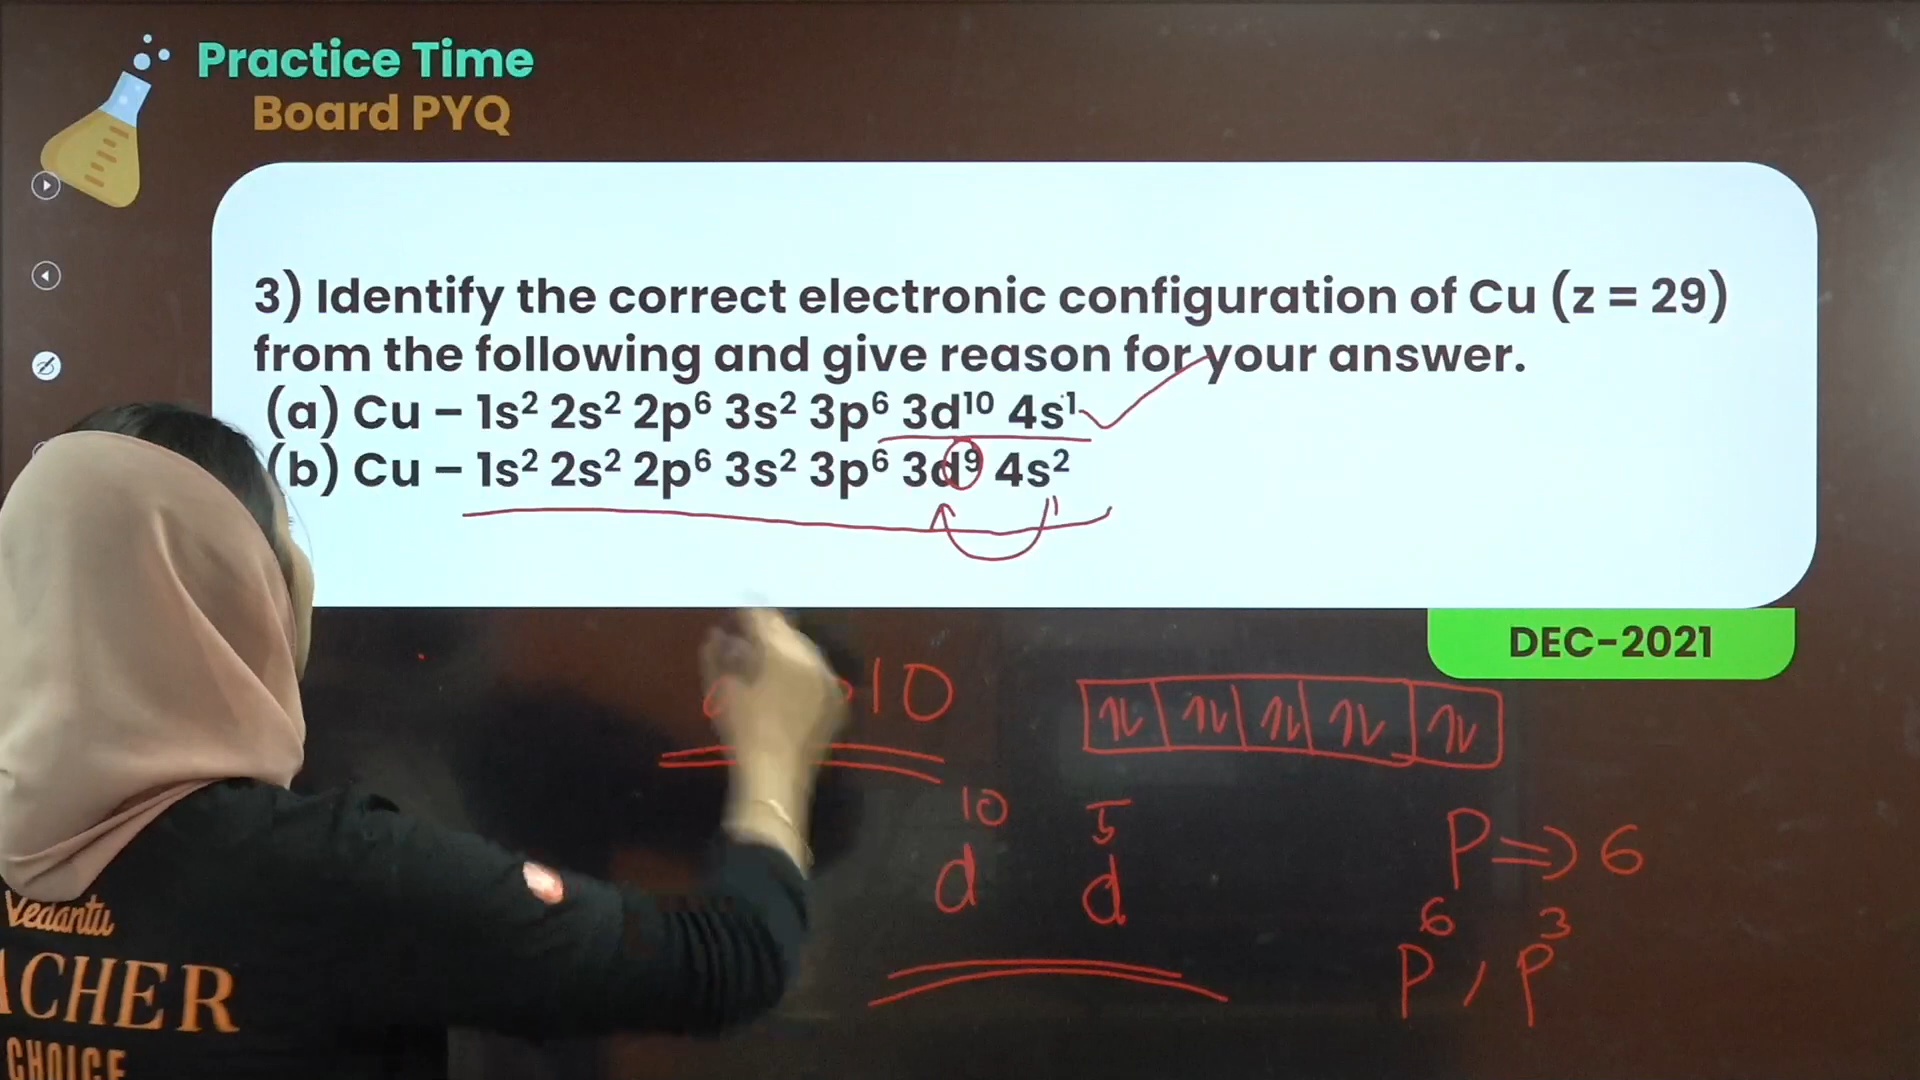 Practice Time
Board PYQ
3) Identify the correct electronic configuration of Cu (z = 29)
from the following and give reason for your answer.
(a) Cu – 1s² 2s² 2p⁶ 3s² 3p⁶ 3d¹⁰ 4s¹
(b) Cu – 1s² 2s² 2p⁶ 3s² 3p⁶ 3d⁹ 4s²
DEC-2021
10
d¹⁰ d⁵
P ⇒ 6
P⁶ , P³
Vedantu
ACHER
CHOICE